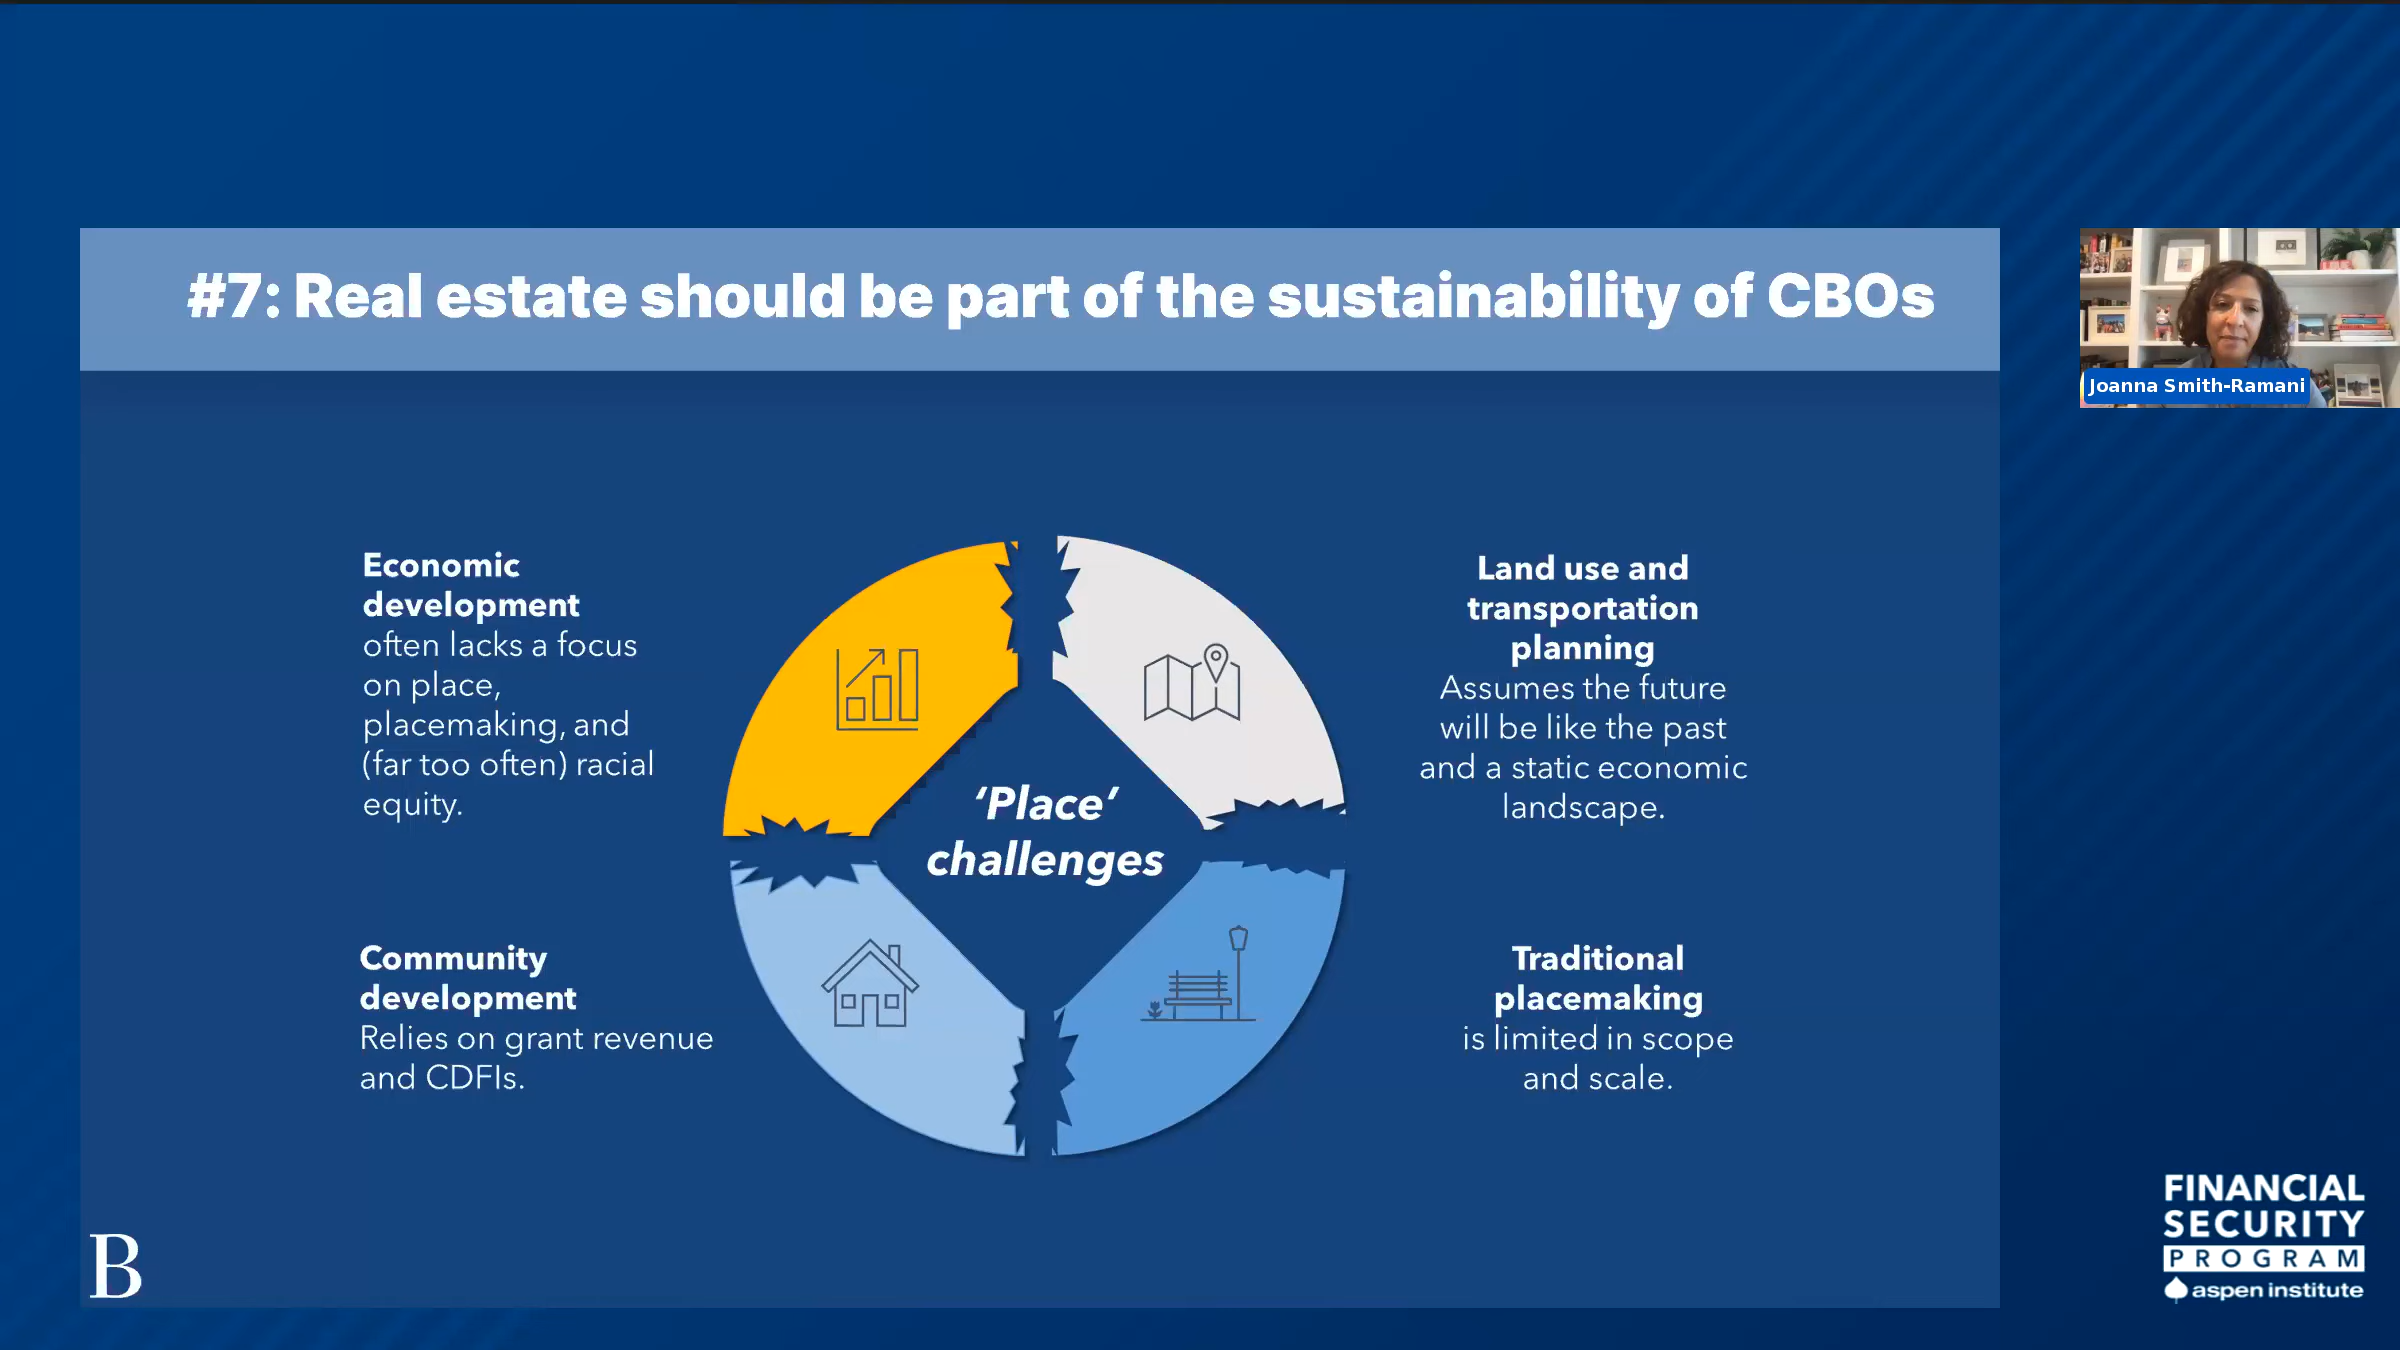 #7: Real estate should be part of the sustainability of CBOs
Joanna Smith-Ramani
Economic
development
often lacks a focus
on place,
placemaking, and
(far too often) racial
equity.
Land use and
transportation
planning
Assumes the future
will be like the past
and a static economic
landscape.
‘Place’
challenges
Community
development
Relies on grant revenue
and CDFIs.
Traditional
placemaking
is limited in scope
and scale.
B
FINANCIAL
SECURITY
PROGRAM
aspen institute